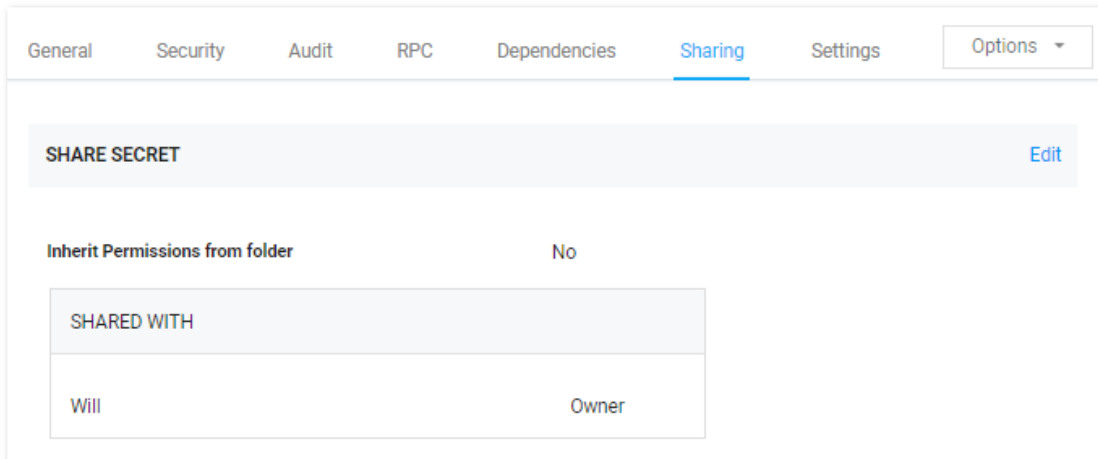 General Security Audit RPC Dependencies Sharing Settings Options
SHARE SECRET Edit
Inherit Permissions from folder No
SHARED WITH
Will Owner